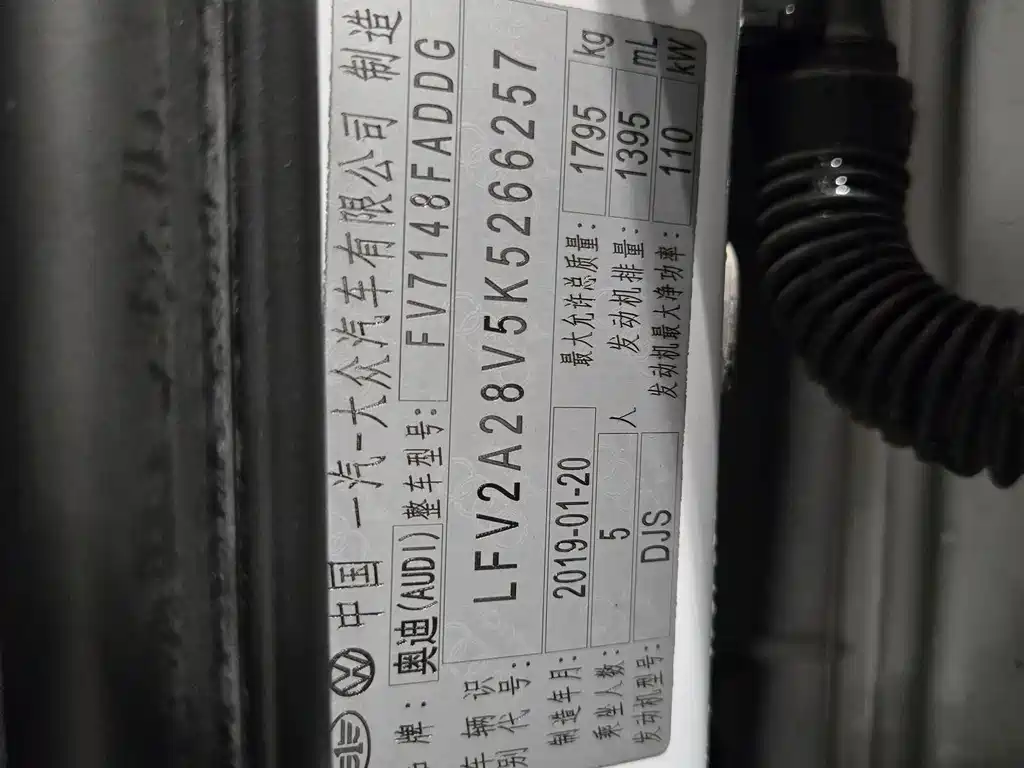 中国 一汽-大众汽车有限公司 制造
品牌：奥迪(AUDI) 整车型号：FV7148FADDG
车辆识别代号：LFV2A28V5K5266257
制造年月：2019-01-20 最大允许总质量：1795 kg
乘坐人数：5 人 发动机排量：1395 mL
发动机型号：DJS 发动机最大净功率：110 kW